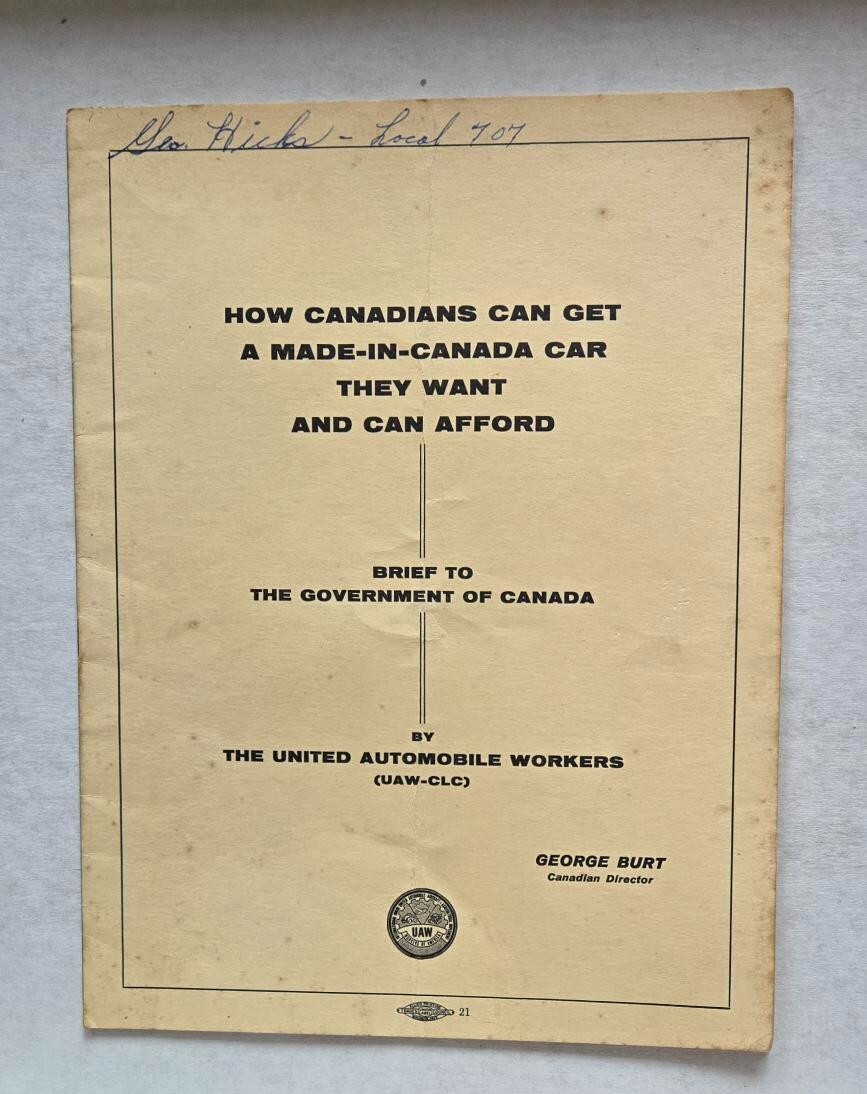 Geo. Hicks - Local 707
HOW CANADIANS CAN GET
A MADE-IN-CANADA CAR
THEY WANT
AND CAN AFFORD
BRIEF TO
THE GOVERNMENT OF CANADA
BY
THE UNITED AUTOMOBILE WORKERS
(UAW-CLC)
GEORGE BURT
Canadian Director
UAW
21